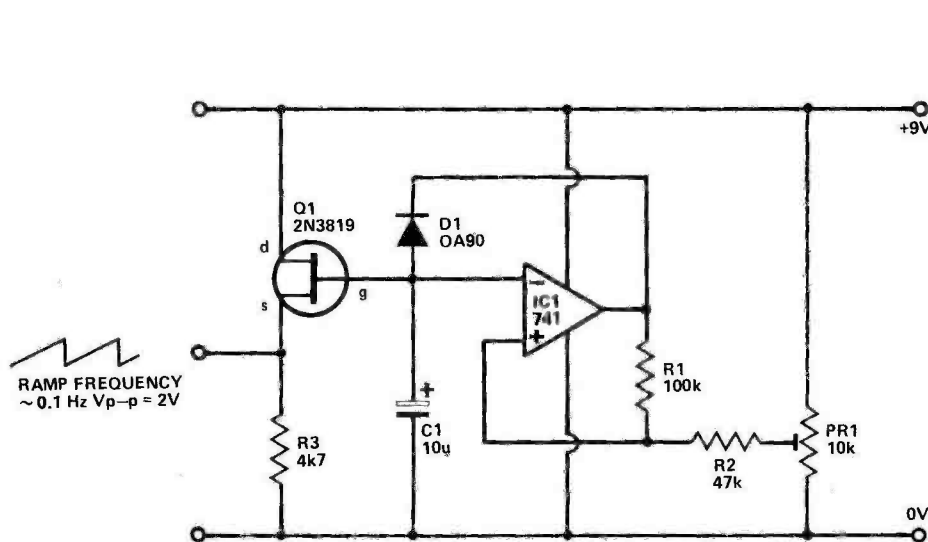 +9V
Q1
2N3819
d
D1
OA90
g
s
–
IC1
741
+
R1
100k
RAMP FREQUENCY
~ 0.1 Hz Vp–p = 2V
+
C1
10μ
R3
4k7
PR1
10k
R2
47k
0V